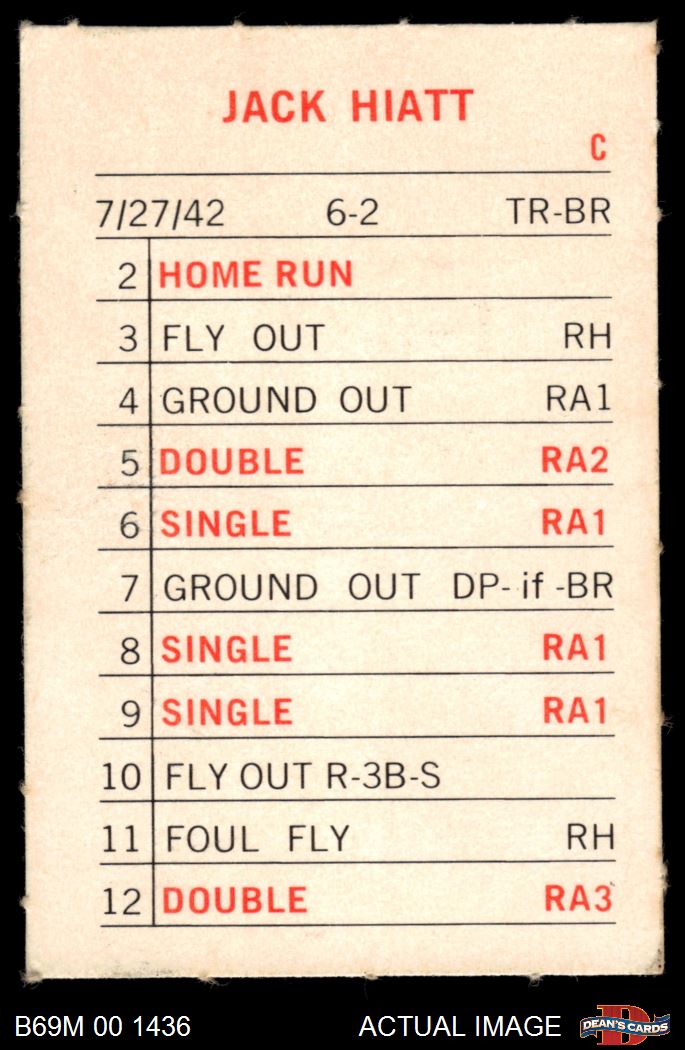 JACK HIATT
C
7/27/42 6-2 TR-BR
2 HOME RUN
3 FLY OUT RH
4 GROUND OUT RA1
5 DOUBLE RA2
6 SINGLE RA1
7 GROUND OUT DP- if -BR
8 SINGLE RA1
9 SINGLE RA1
10 FLY OUT R-3B-S
11 FOUL FLY RH
12 DOUBLE RA3
B69M 00 1436 ACTUAL IMAGE DEAN'S CARDS